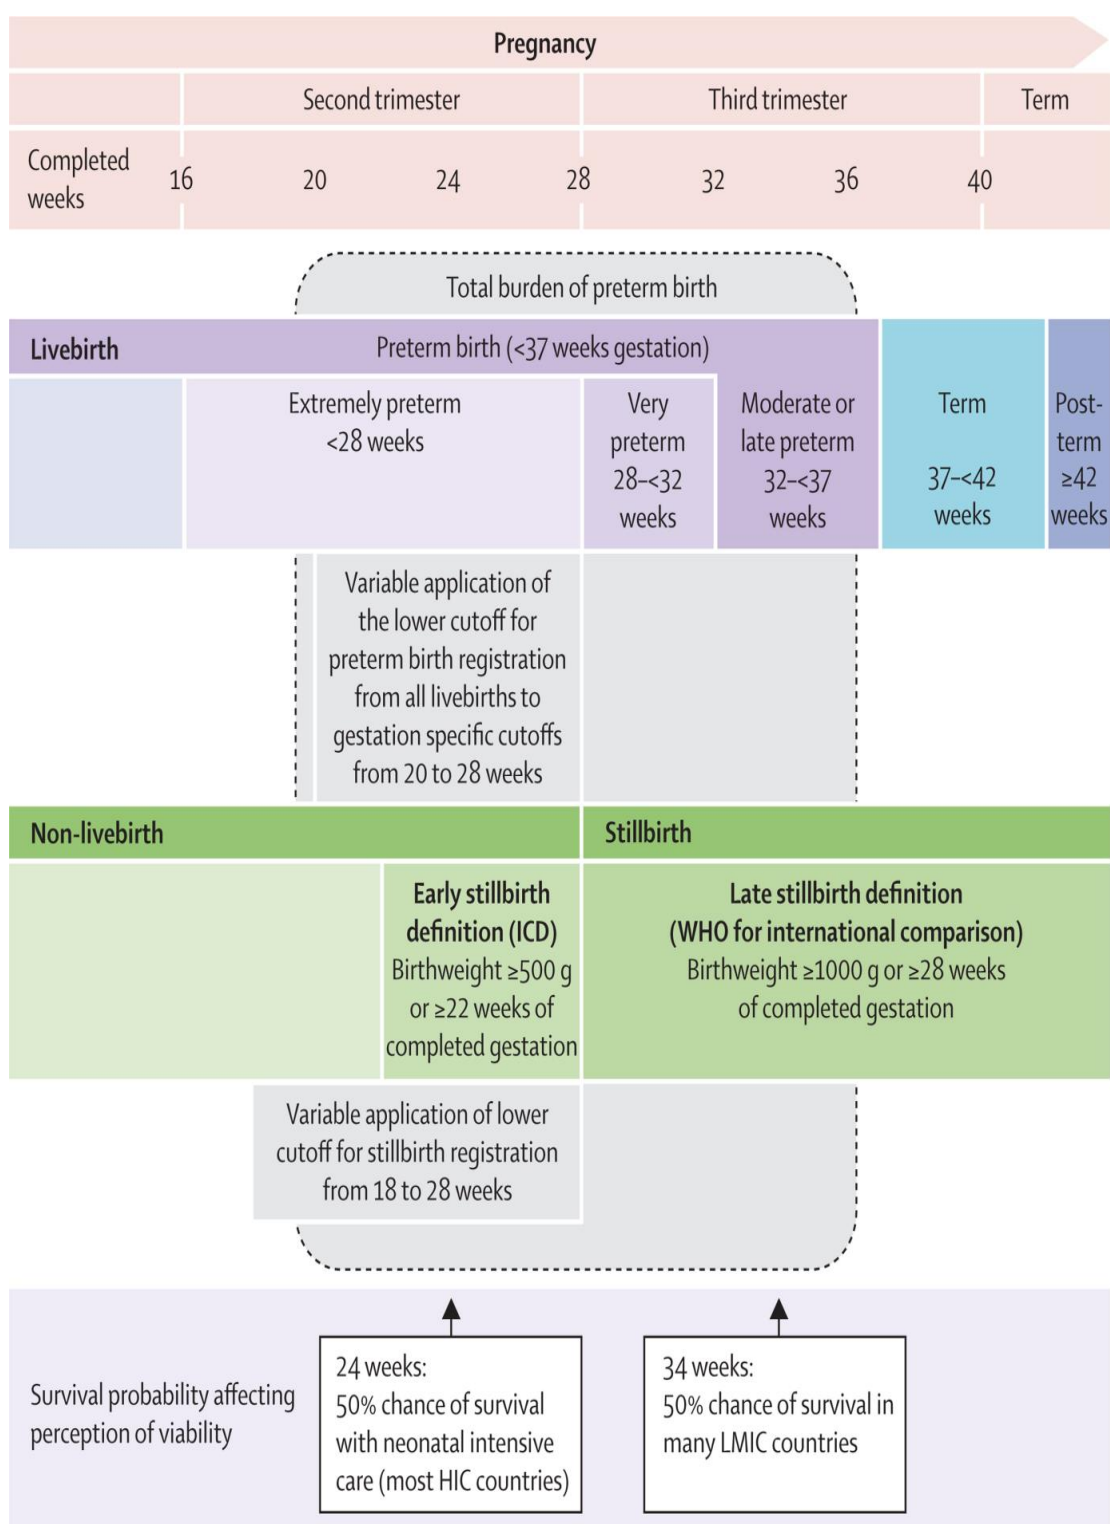 Pregnancy
Second trimester
Third trimester
Term
Completed
weeks
16
20
24
28
32
36
40
Total burden of preterm birth
Livebirth
Preterm birth (<37 weeks gestation)
Extremely preterm
<28 weeks
Very
preterm
28–<32
weeks
Moderate or
late preterm
32–<37
weeks
Term
37–<42
weeks
Post-
term
≥42
weeks
Variable application of
the lower cutoff for
preterm birth registration
from all livebirths to
gestation specific cutoffs
from 20 to 28 weeks
Non-livebirth
Stillbirth
Early stillbirth
definition (ICD)
Birthweight ≥500 g
or ≥22 weeks of
completed gestation
Late stillbirth definition
(WHO for international comparison)
Birthweight ≥1000 g or ≥28 weeks
of completed gestation
Variable application of lower
cutoff for stillbirth registration
from 18 to 28 weeks
Survival probability affecting
perception of viability
24 weeks:
50% chance of survival
with neonatal intensive
care (most HIC countries)
34 weeks:
50% chance of survival in
many LMIC countries